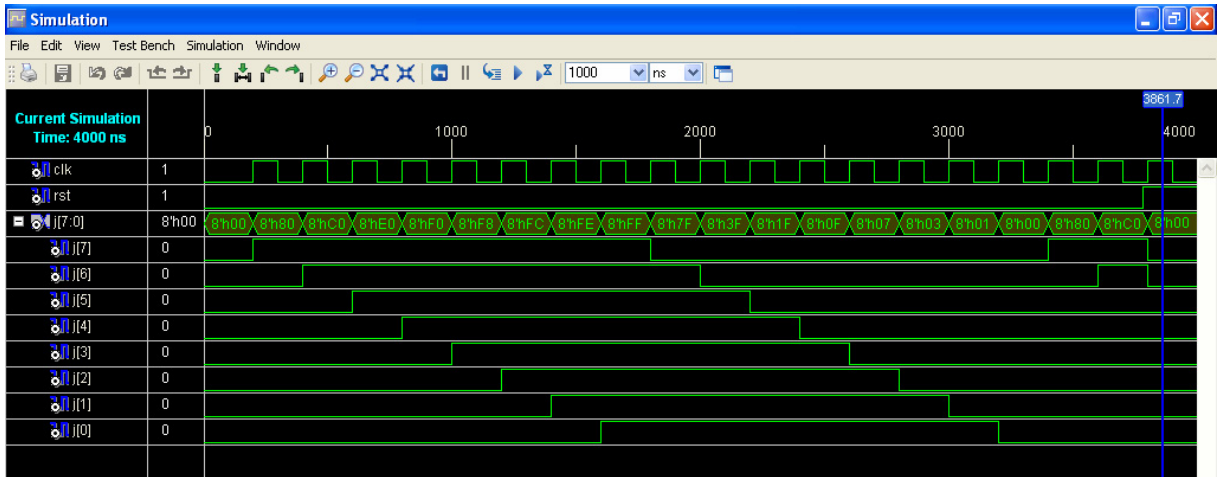 Simulation
File Edit View Test Bench Simulation Window
1000 ns
3861.7
Current Simulation
Time: 4000 ns
0 1000 2000 3000 4000
clk 1
rst 1
j[7:0] 8'h00 8'h00 8'h80 8'hC0 8'hE0 8'hF0 8'hF8 8'hFC 8'hFE 8'hFF 8'h7F 8'h3F 8'h1F 8'h0F 8'h07 8'h03 8'h01 8'h00 8'h80 8'hC0 8'h00
j[7] 0
j[6] 0
j[5] 0
j[4] 0
j[3] 0
j[2] 0
j[1] 0
j[0] 0